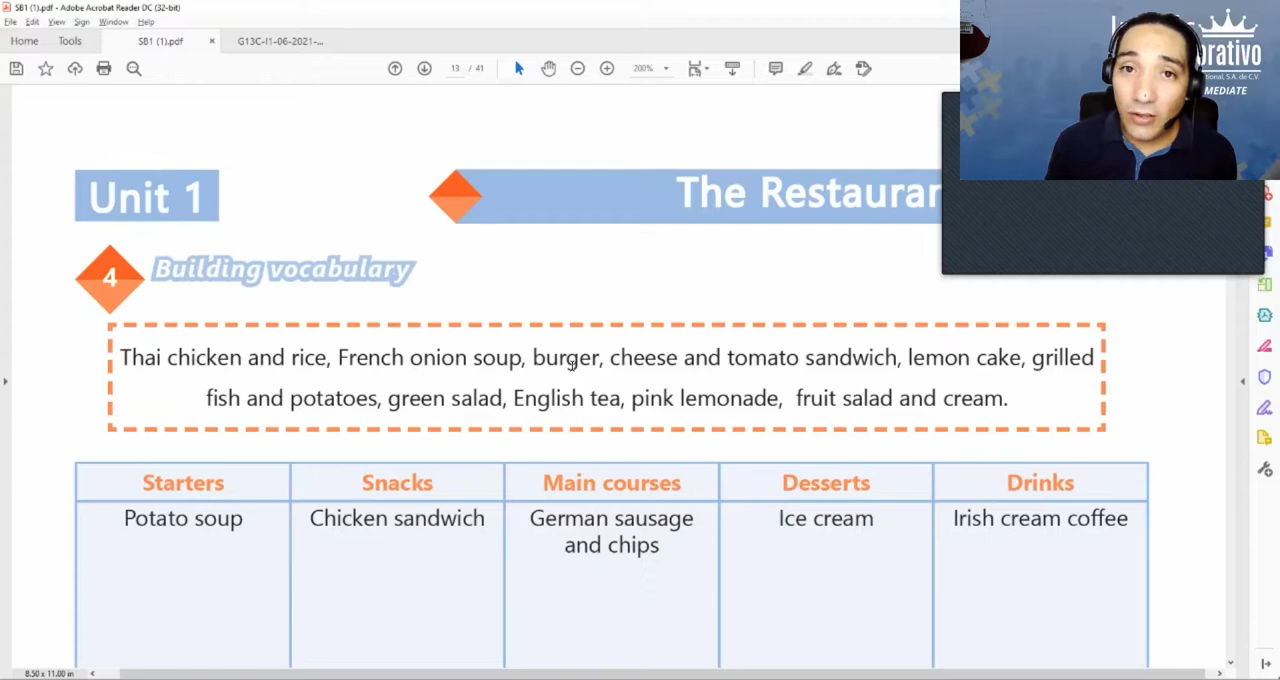 SB1 (1).pdf - Adobe Acrobat Reader DC (32-bit)
File Edit View Sign Window Help
Home Tools SB1 (1).pdf × G13C-I1-06-2021-...
13 / 41 200%
orativo
tional, S.A. de C.V.
MEDIATE
Unit 1
The Restauran
4
Building vocabulary
Thai chicken and rice, French onion soup, burger, cheese and tomato sandwich, lemon cake, grilled
fish and potatoes, green salad, English tea, pink lemonade, fruit salad and cream.
Starters Snacks Main courses Desserts Drinks
Potato soup Chicken sandwich German sausage Ice cream Irish cream coffee
and chips
8.50 x 11.00 in